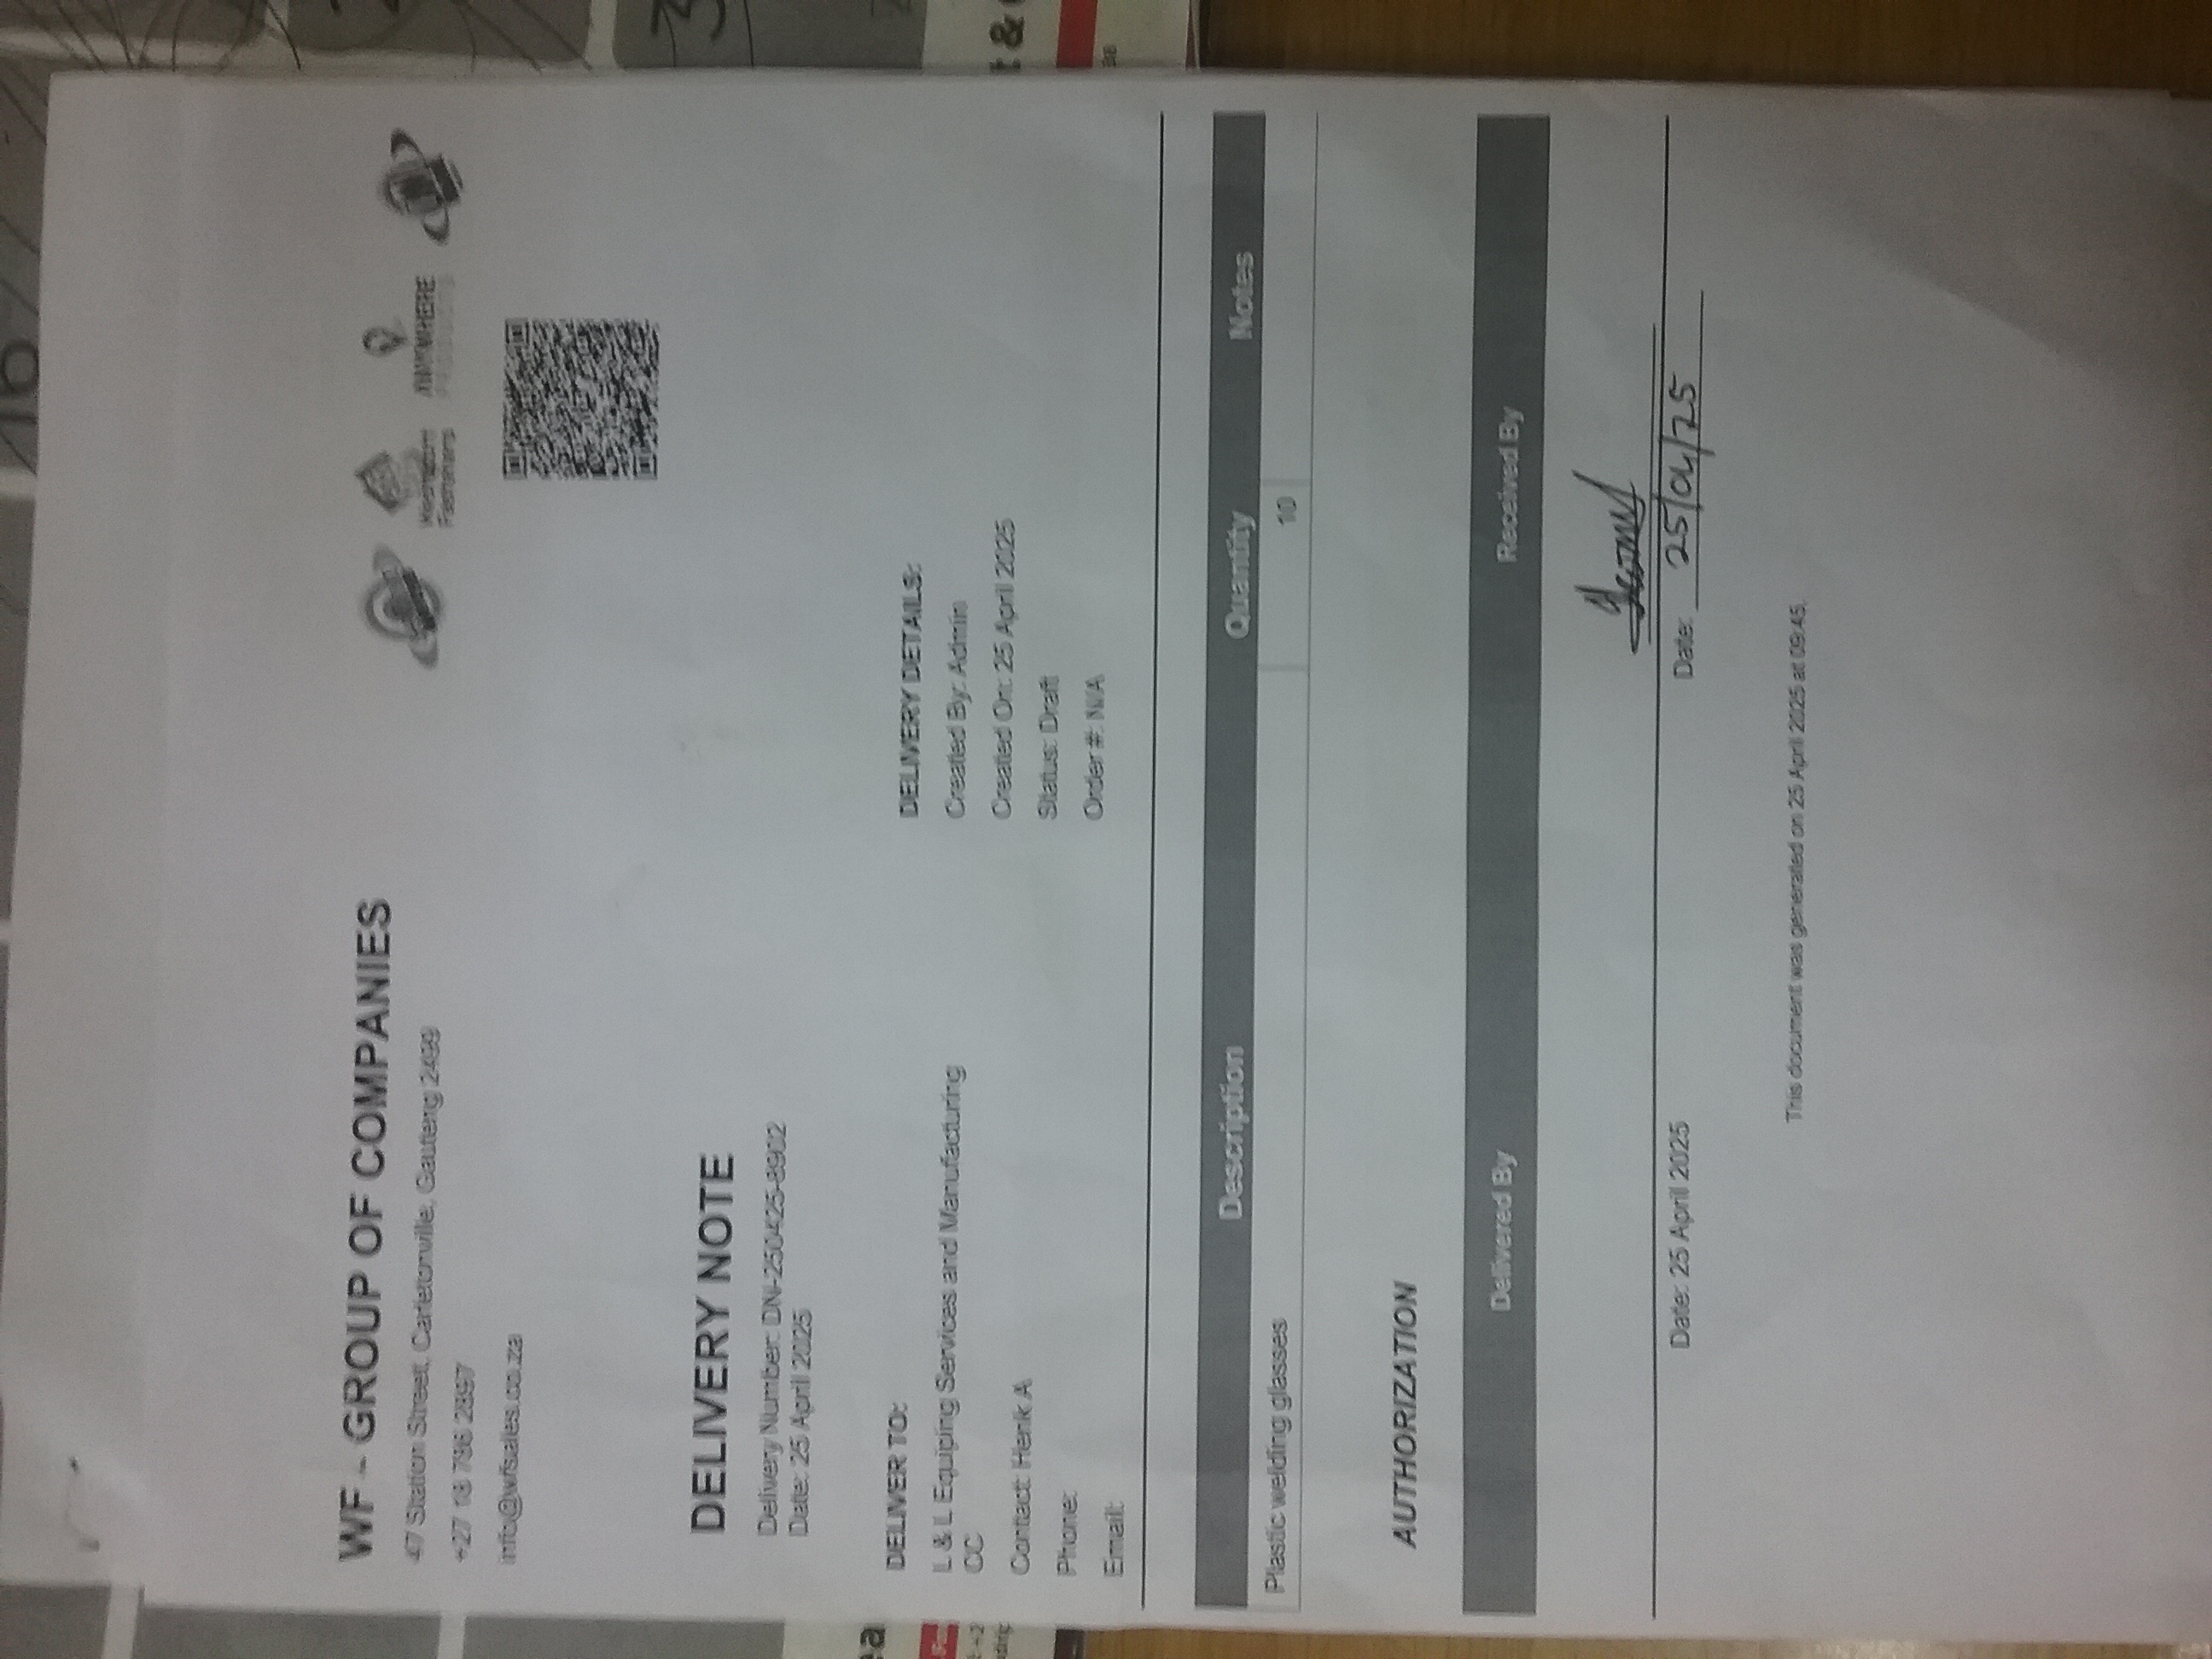 16
WF - GROUP OF COMPANIES
47 Station Street, Carletonville, Gauteng 2499
+27 18 786 2897
info@wfsales.co.za
Fasteners
ANYWHERE
PRODUCTS
DELIVERY NOTE
Delivery Number: DN-250425-8902
Date: 25 April 2025
DELIVER TO:
L & L Equiping Services and Manufacturing
CC
Contact: Henk A
Phone:
Email:
DELIVERY DETAILS:
Created By: Admin
Created On: 25 April 2025
Status: Draft
Order #: N/A
Description Quantity Notes
Plastic welding glasses 10
AUTHORIZATION
Delivered By Received By
Date: 25 April 2025 Date: 25/04/25
This document was generated on 25 April 2025 at 09:45.